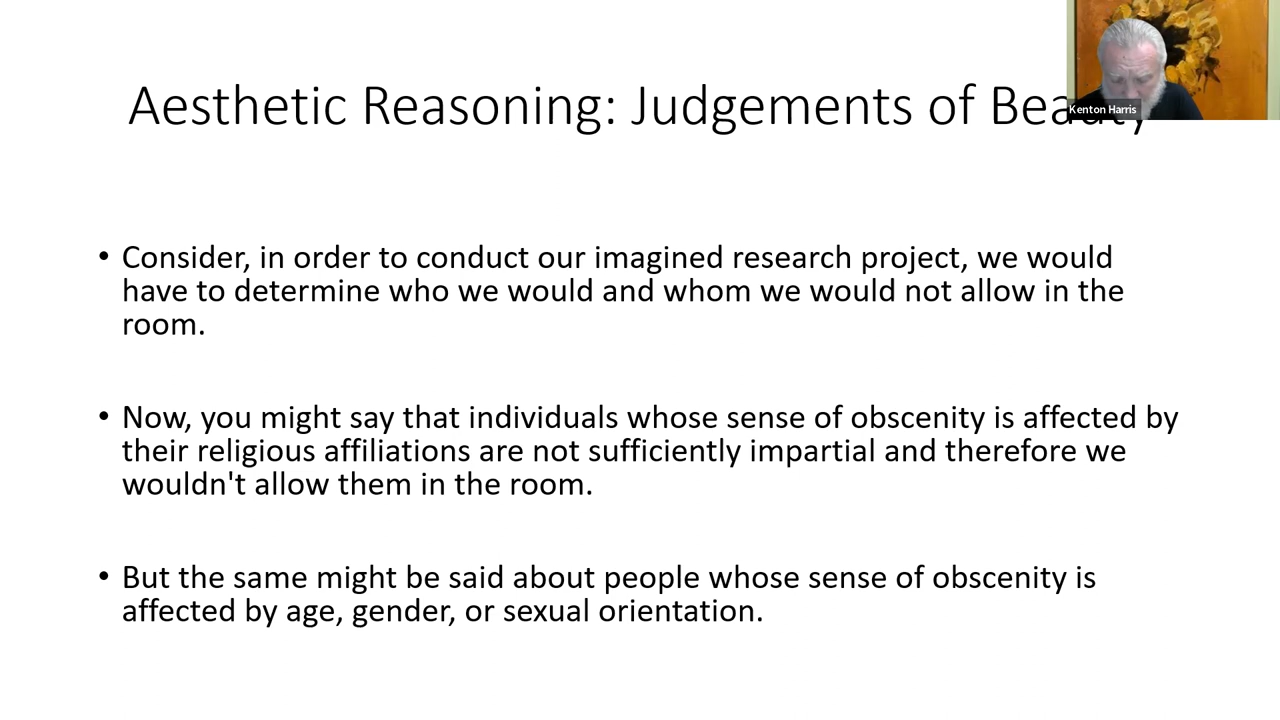 Aesthetic Reasoning: Judgements of Beauty
Kenton Harris
• Consider, in order to conduct our imagined research project, we would
have to determine who we would and whom we would not allow in the
room.
• Now, you might say that individuals whose sense of obscenity is affected by
their religious affiliations are not sufficiently impartial and therefore we
wouldn't allow them in the room.
• But the same might be said about people whose sense of obscenity is
affected by age, gender, or sexual orientation.